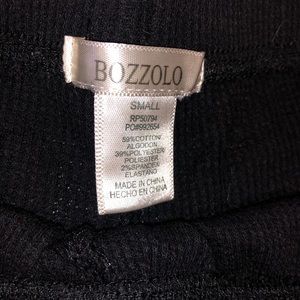 BOZZOLO
SMALL
RP50794
PO#992654
59%COTTON/
ALGODON
39%POLYESTER/
POLIESTER
2%SPANDEX
ELASTANO
MADE IN CHINA
HECHO EN CHINA